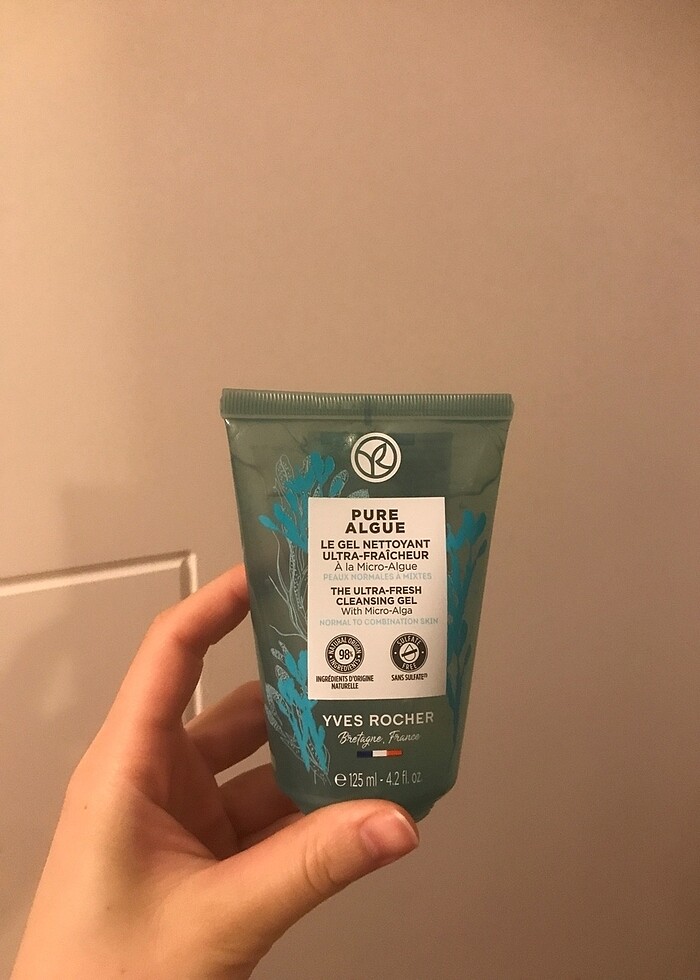 PURE
ALGUE
LE GEL NETTOYANT
ULTRA-FRAÎCHEUR
À la Micro-Algue
PEAUX NORMALES À MIXTES
THE ULTRA-FRESH
CLEANSING GEL
With Micro-Alga
NORMAL TO COMBINATION SKIN
NATURAL ORIGIN
98%
INGREDIENTS
INGRÉDIENTS D'ORIGINE
NATURELLE
SULFATE
FREE
SANS SULFATE⁽¹⁾
YVES ROCHER
Bretagne, France
℮ 125 ml - 4.2 fl. oz.